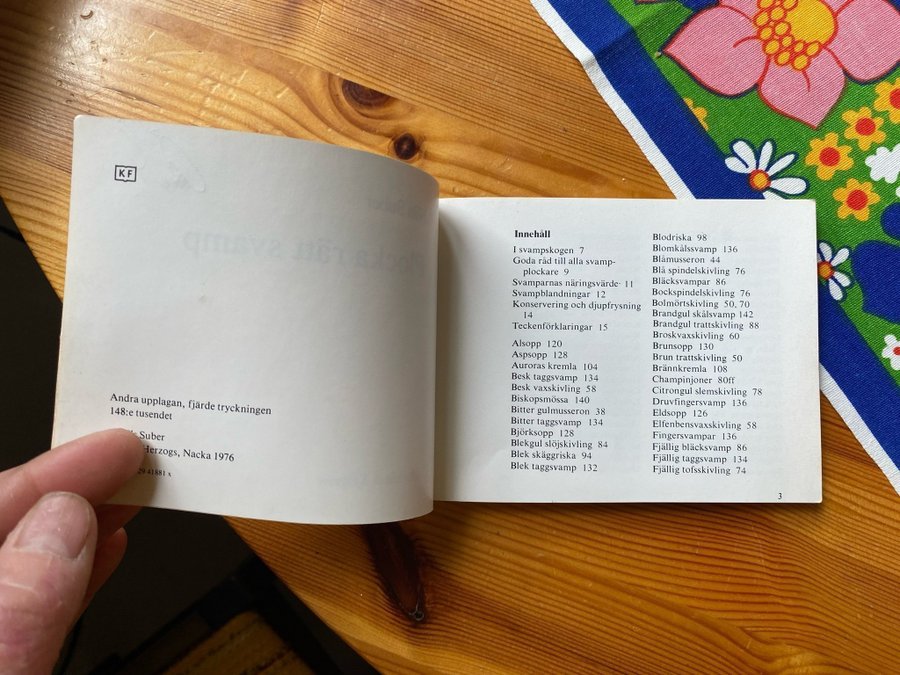 KF
Andra upplagan, fjärde tryckningen
148:e tusendet
Suber
Herzogs, Nacka 1976
29 41881 x
Innehåll
I svampskogen 7
Goda råd till alla svamp-
plockare 9
Svamparnas näringsvärde 11
Svampblandningar 12
Konservering och djupfrysning
14
Teckenförklaringar 15
Alsopp 120
Aspsopp 128
Auroras kremla 104
Besk taggsvamp 134
Besk vaxskivling 58
Biskopsmössa 140
Bitter gulmusseron 38
Bitter taggsvamp 134
Björksopp 128
Blekgul slöjskivling 84
Blek skäggriska 94
Blek taggsvamp 132
Blodriska 98
Blomkålssvamp 136
Blåmusseron 44
Blå spindelskivling 76
Bläcksvampar 86
Bockspindelskivling 76
Bolmörtskivling 50, 70
Brandgul skålsvamp 142
Brandgul trattskivling 88
Broskvaxskivling 60
Brunsopp 130
Brun trattskivling 50
Brännkremla 108
Champinjoner 80ff
Citrongul slemskivling 78
Druvfingersvamp 136
Eldsopp 126
Elfenbensvaxskivling 58
Fingersvampar 136
Fjällig bläcksvamp 86
Fjällig taggsvamp 134
Fjällig tofsskivling 74
3